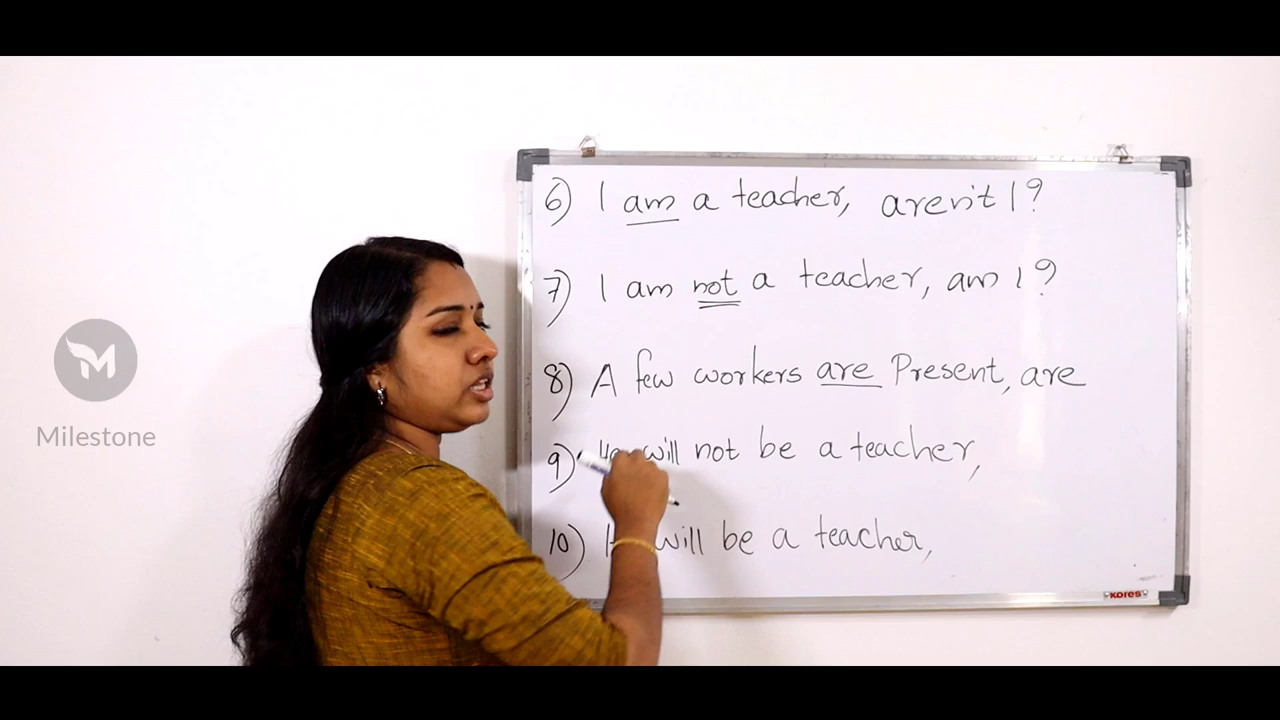 6) I am a teacher, aren't I?
7) I am not a teacher, am I?
8) A few workers are Present, are
9) will not be a teacher,
10) will be a teacher,
kores
Milestone